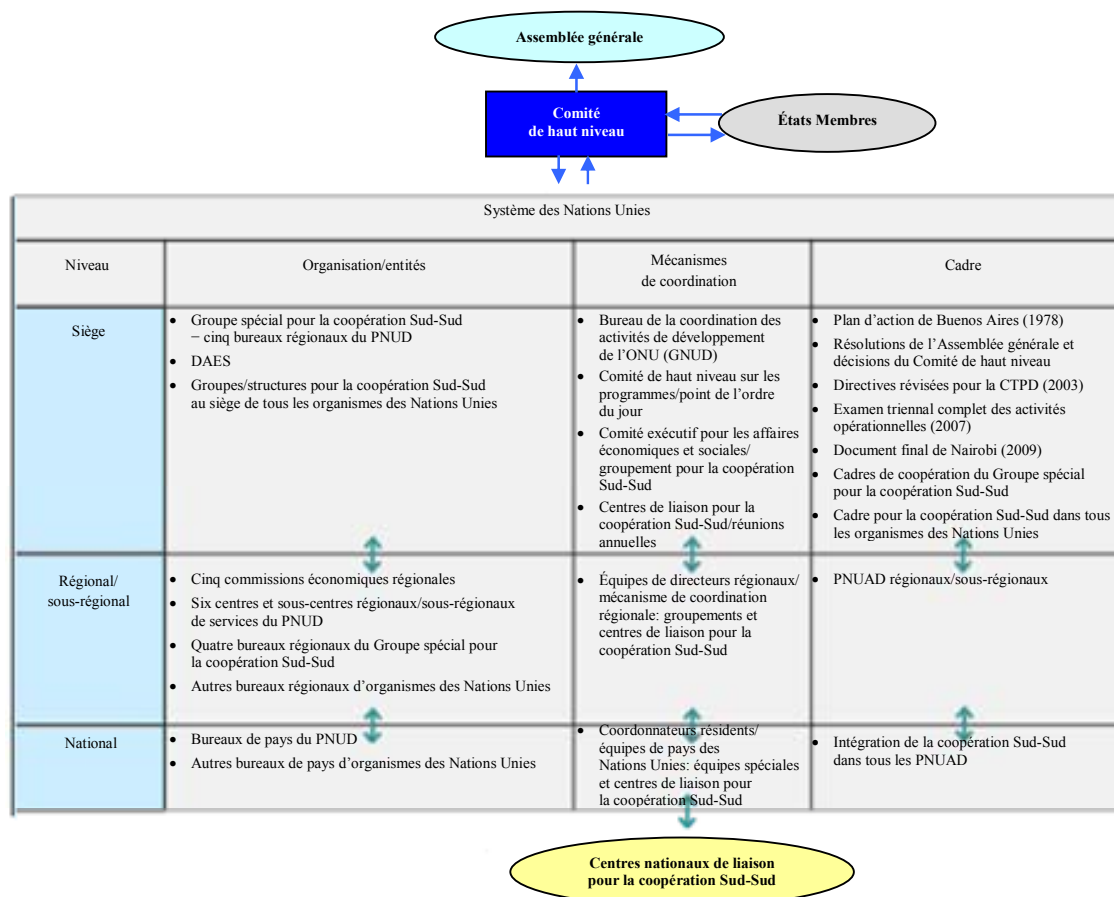 Assemblée générale
Comité
de haut niveau
États Membres
Système des Nations Unies
Niveau
Organisation/entités
Mécanismes
de coordination
Cadre
Siège
• Groupe spécial pour la coopération Sud-Sud
− cinq bureaux régionaux du PNUD
• DAES
• Groupes/structures pour la coopération Sud-Sud
au siège de tous les organismes des Nations Unies
• Bureau de la coordination des
activités de développement
de l'ONU (GNUD)
• Comité de haut niveau sur les
programmes/point de l'ordre
du jour
• Comité exécutif pour les affaires
économiques et sociales/
groupement pour la coopération
Sud-Sud
• Centres de liaison pour la
coopération Sud-Sud/réunions
annuelles
• Plan d'action de Buenos Aires (1978)
• Résolutions de l'Assemblée générale et
décisions du Comité de haut niveau
• Directives révisées pour la CTPD (2003)
• Examen triennal complet des activités
opérationnelles (2007)
• Document final de Nairobi (2009)
• Cadres de coopération du Groupe spécial
pour la coopération Sud-Sud
• Cadre pour la coopération Sud-Sud dans tous
les organismes des Nations Unies
Régional/
sous-régional
• Cinq commissions économiques régionales
• Six centres et sous-centres régionaux/sous-régionaux
de services du PNUD
• Quatre bureaux régionaux du Groupe spécial pour
la coopération Sud-Sud
• Autres bureaux régionaux d'organismes des Nations Unies
• Équipes de directeurs régionaux/
mécanisme de coordination
régionale: groupements et
centres de liaison pour la
coopération Sud-Sud
• PNUAD régionaux/sous-régionaux
National
• Bureaux de pays du PNUD
• Autres bureaux de pays d'organismes des Nations Unies
• Coordonnateurs résidents/
équipes de pays des
Nations Unies: équipes spéciales
et centres de liaison pour
la coopération Sud-Sud
• Intégration de la coopération Sud-Sud
dans tous les PNUAD
Centres nationaux de liaison
pour la coopération Sud-Sud